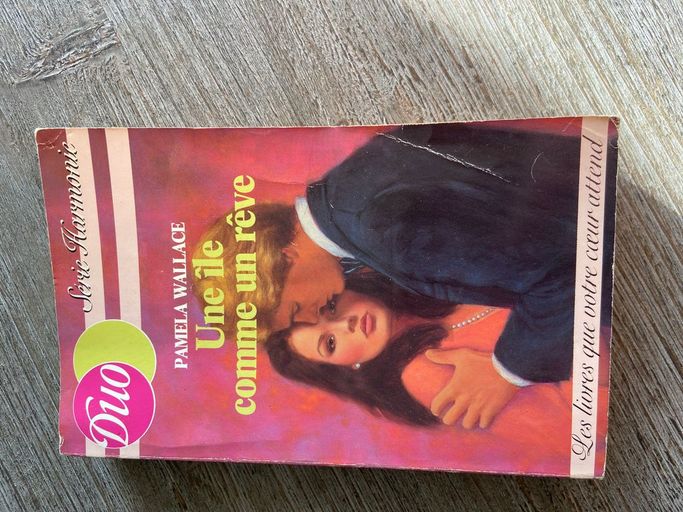 Duo
Série Harmonie
PAMELA WALLACE
Une île
comme un rêve
Les livres que votre cœur attend